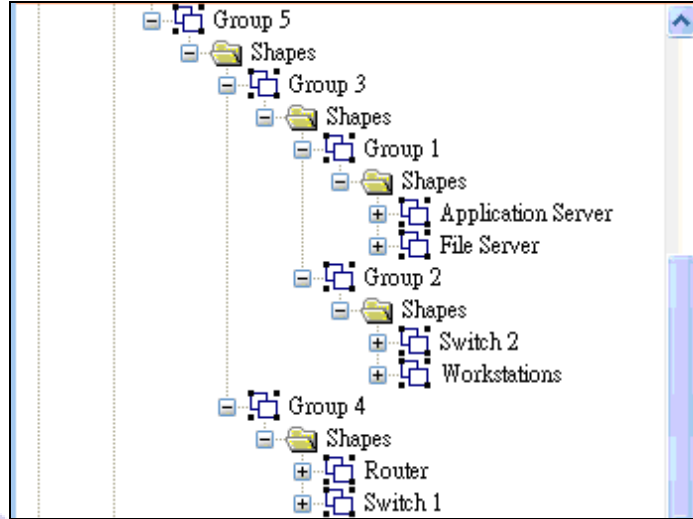 Group 5
Shapes
Group 3
Shapes
Group 1
Shapes
Application Server
File Server
Group 2
Shapes
Switch 2
Workstations
Group 4
Shapes
Router
Switch 1